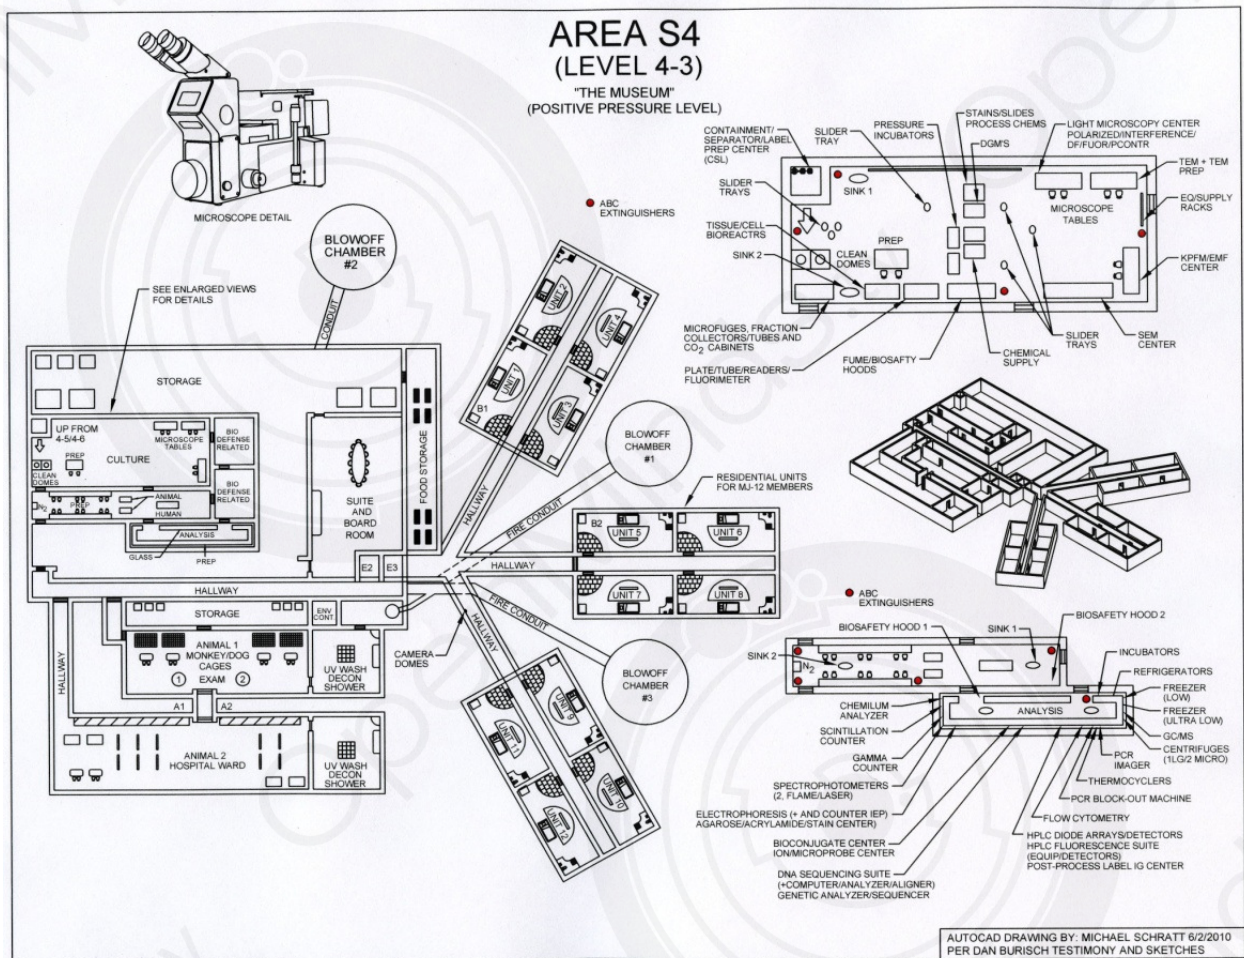 AREA S4
(LEVEL 4-3)
"THE MUSEUM"
(POSITIVE PRESSURE LEVEL)
MICROSCOPE DETAIL
ABC
EXTINGUISHERS
BLOWOFF
CHAMBER
#2
CONDUIT
SEE ENLARGED VIEWS
FOR DETAILS
STORAGE
UP FROM
4-5/4-6
MICROSCOPE
TABLES
PREP
CULTURE
CLEAN
DOMES
BIO
DEFENSE
RELATED
BIO
DEFENSE
RELATED
N2
PREP
ANIMAL
HUMAN
ANALYSIS
GLASS
PREP
SUITE
AND
BOARD
ROOM
FOOD STORAGE
E2
E3
HALLWAY
STORAGE
ENV
CONT.
HALLWAY
ANIMAL 1
MONKEY/DOG
CAGES
1
EXAM
2
UV WASH
DECON
SHOWER
A1
A2
ANIMAL 2
HOSPITAL WARD
UV WASH
DECON
SHOWER
UNIT 2
UNIT 4
UNIT 1
UNIT 3
B1
HALLWAY
BLOWOFF
CHAMBER
#1
FIRE CONDUIT
RESIDENTIAL UNITS
FOR MJ-12 MEMBERS
B2
UNIT 5
UNIT 6
HALLWAY
UNIT 7
UNIT 8
FIRE CONDUIT
HALLWAY
CAMERA
DOMES
BLOWOFF
CHAMBER
#3
UNIT 9
UNIT 11
UNIT 10
UNIT 12
CONTAINMENT/
SEPARATOR/LABEL
PREP CENTER
(CSL)
SLIDER
TRAY
PRESSURE
INCUBATORS
STAINS/SLIDES
PROCESS CHEMS
DGM'S
LIGHT MICROSCOPY CENTER
POLARIZED/INTERFERENCE/
DF/FUOR/PCONTR
TEM + TEM
PREP
SLIDER
TRAYS
SINK 1
MICROSCOPE
TABLES
EQ/SUPPLY
RACKS
TISSUE/CELL
BIOREACTRS
SINK 2
CLEAN
DOMES
PREP
KPFM/EMF
CENTER
MICROFUGES, FRACTION
COLLECTORS/TUBES AND
CO2 CABINETS
PLATE/TUBE/READERS/
FLUORIMETER
FUME/BIOSAFTY
HOODS
CHEMICAL
SUPPLY
SLIDER
TRAYS
SEM
CENTER
ABC
EXTINGUISHERS
BIOSAFETY HOOD 2
BIOSAFETY HOOD 1
SINK 1
SINK 2
N2
INCUBATORS
REFRIGERATORS
FREEZER
(LOW)
FREEZER
(ULTRA LOW)
GC/MS
CENTRIFUGES
(1LG/2 MICRO)
ANALYSIS
CHEMILUM
ANALYZER
SCINTILLATION
COUNTER
GAMMA
COUNTER
PCR
IMAGER
THERMOCYCLERS
SPECTROPHOTOMETERS
(2, FLAME/LASER)
PCR BLOCK-OUT MACHINE
ELECTROPHORESIS (+ AND COUNTER IEP)
AGAROSE/ACRYLAMIDE/STAIN CENTER)
FLOW CYTOMETRY
BIOCONJUGATE CENTER
ION/MICROPROBE CENTER
HPLC DIODE ARRAYS/DETECTORS
HPLC FLUORESCENCE SUITE
(EQUIP/DETECTORS)
POST-PROCESS LABEL IG CENTER
DNA SEQUENCING SUITE
(+COMPUTER/ANALYZER/ALIGNER)
GENETIC ANALYZER/SEQUENCER
AUTOCAD DRAWING BY: MICHAEL SCHRATT 6/2/2010
PER DAN BURISCH TESTIMONY AND SKETCHES